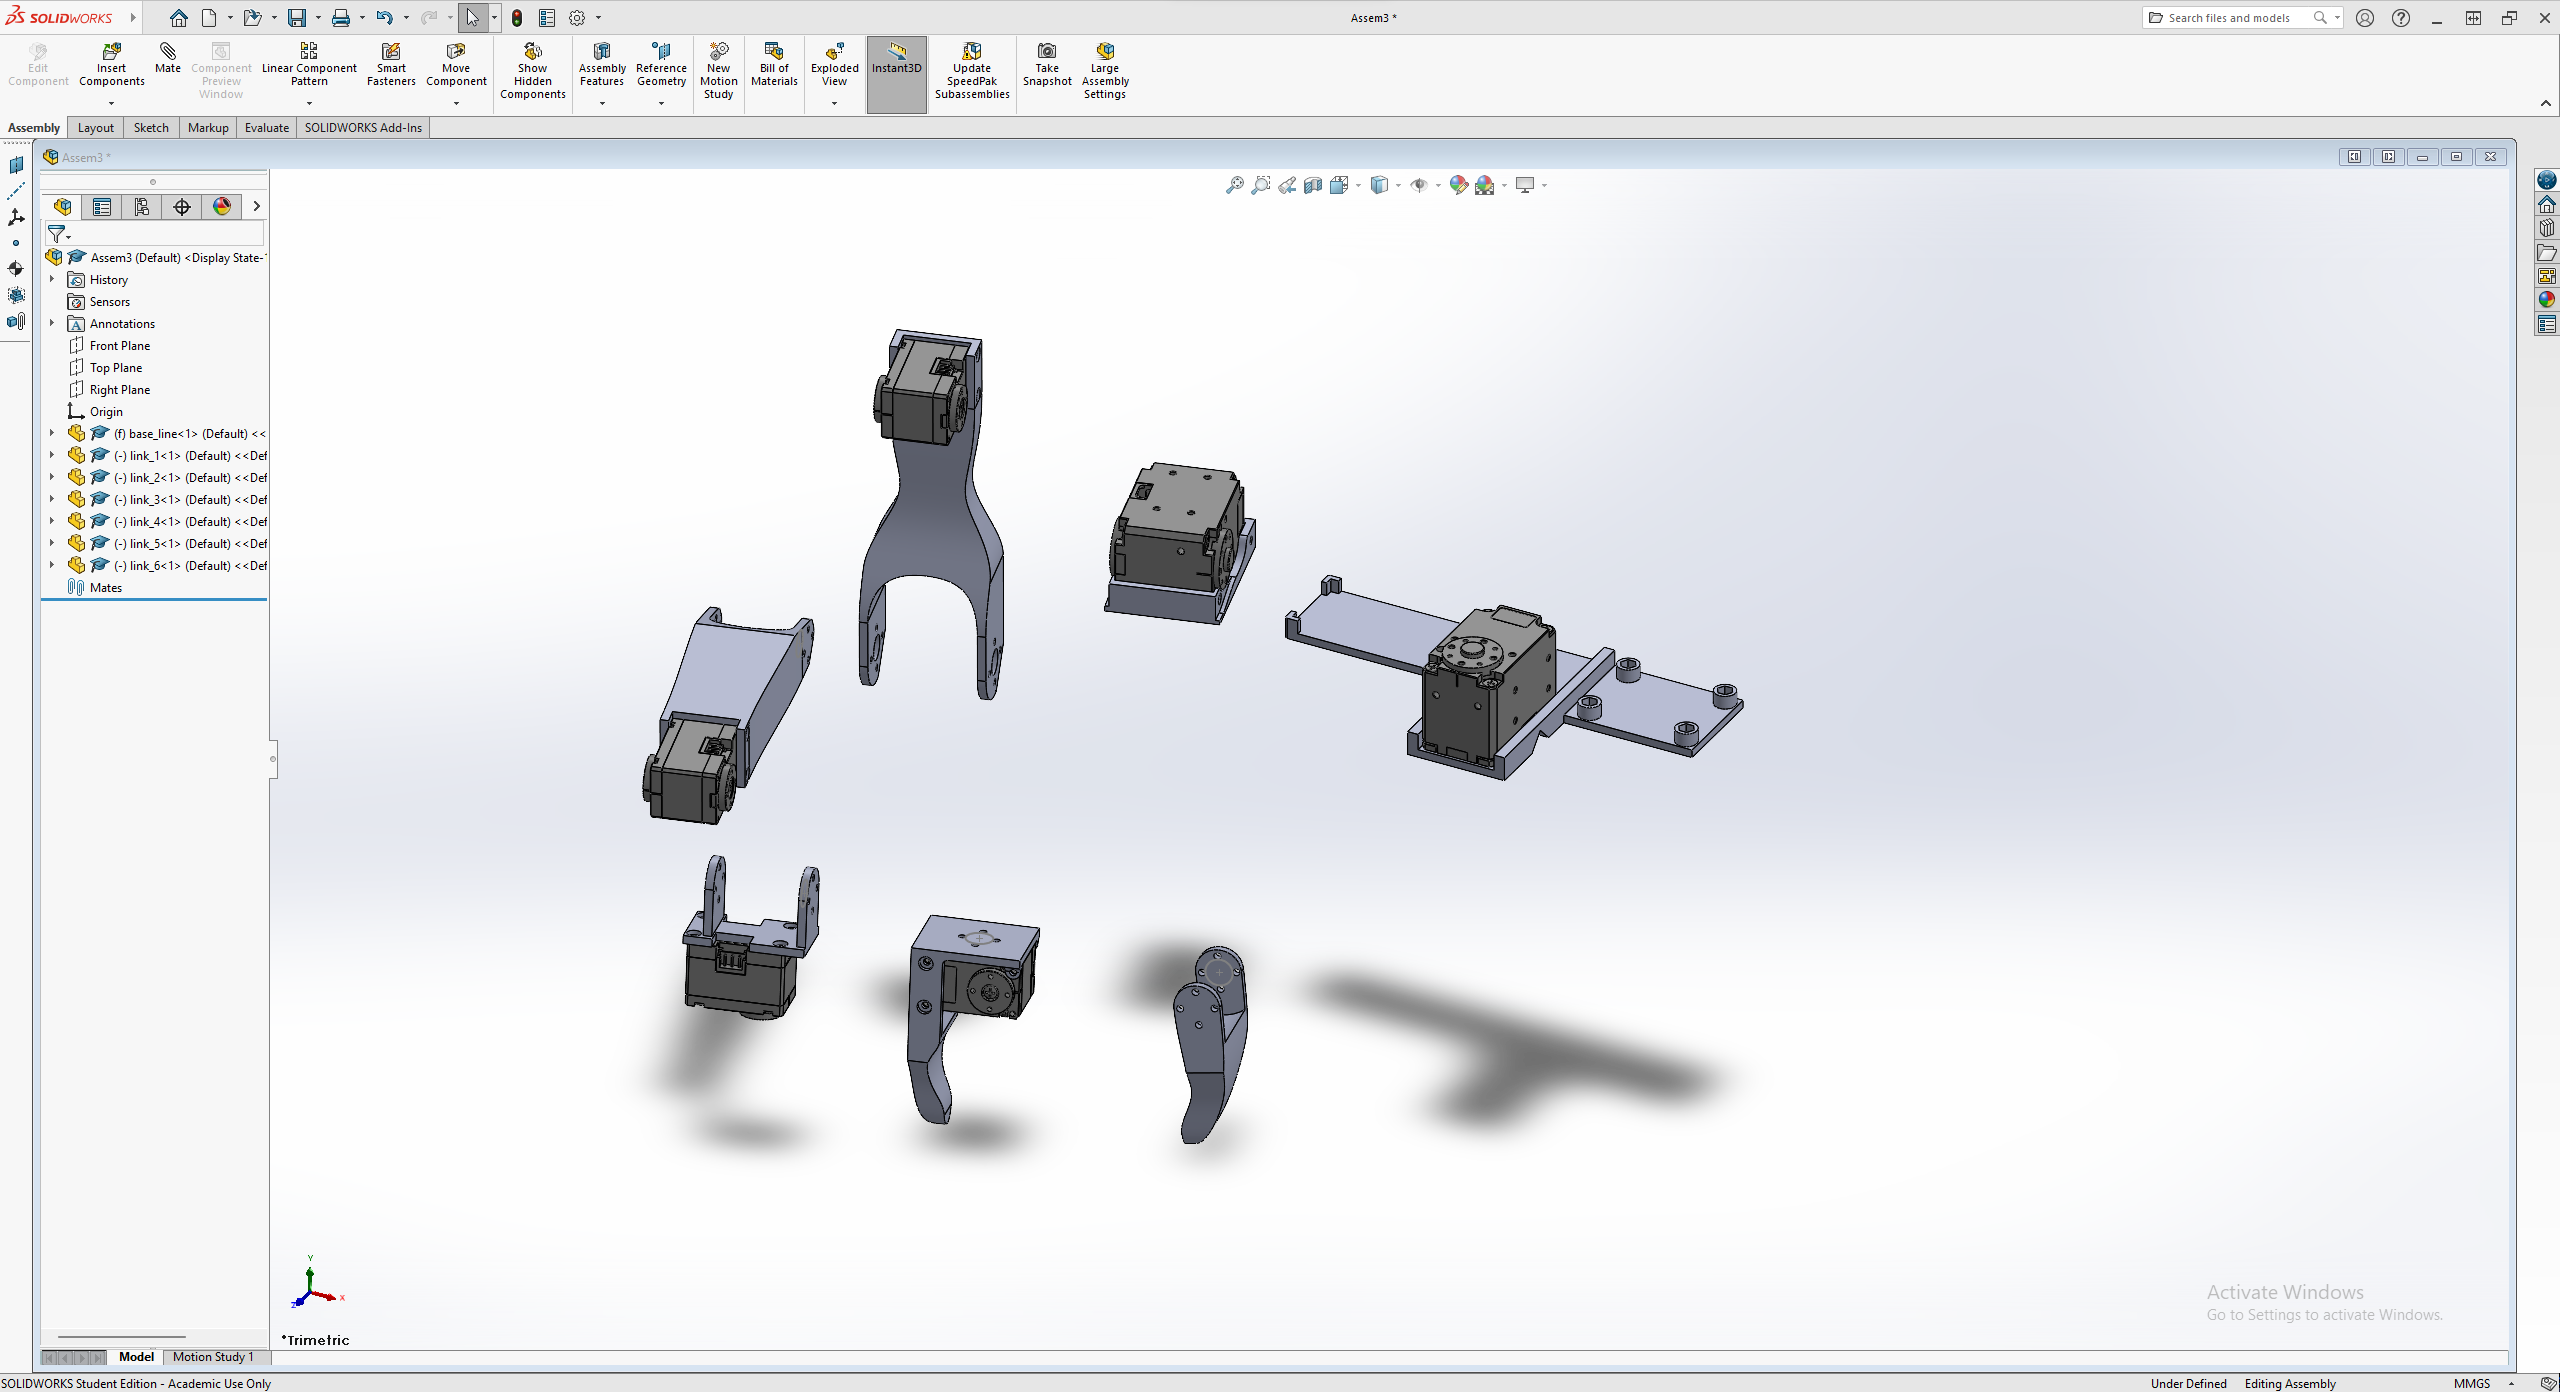 SOLIDWORKS
Assem3 *
Search files and models
Edit Component
Insert Components
Mate
Component Preview Window
Linear Component Pattern
Smart Fasteners
Move Component
Show Hidden Components
Assembly Features
Reference Geometry
New Motion Study
Bill of Materials
Exploded View
Instant3D
Update SpeedPak Subassemblies
Take Snapshot
Large Assembly Settings
Assembly
Layout
Sketch
Markup
Evaluate
SOLIDWORKS Add-Ins
Assem3 *
Assem3 (Default) <Display State-
History
Sensors
Annotations
Front Plane
Top Plane
Right Plane
Origin
(f) base_line<1> (Default) <<
(-) link_1<1> (Default) <<Def
(-) link_2<1> (Default) <<Def
(-) link_3<1> (Default) <<Def
(-) link_4<1> (Default) <<Def
(-) link_5<1> (Default) <<Def
(-) link_6<1> (Default) <<Def
Mates
Y
X
Z
*Trimetric
Activate Windows
Go to Settings to activate Windows.
Model
Motion Study 1
SOLIDWORKS Student Edition - Academic Use Only
Under Defined
Editing Assembly
MMGS